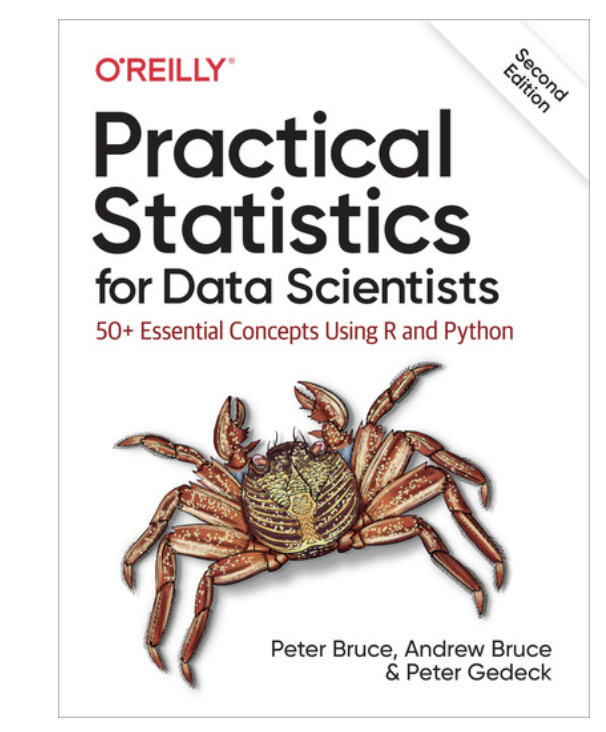 O'REILLY®
Second
Edition
Practical
Statistics
for Data Scientists
50+ Essential Concepts Using R and Python
Peter Bruce, Andrew Bruce
& Peter Gedeck